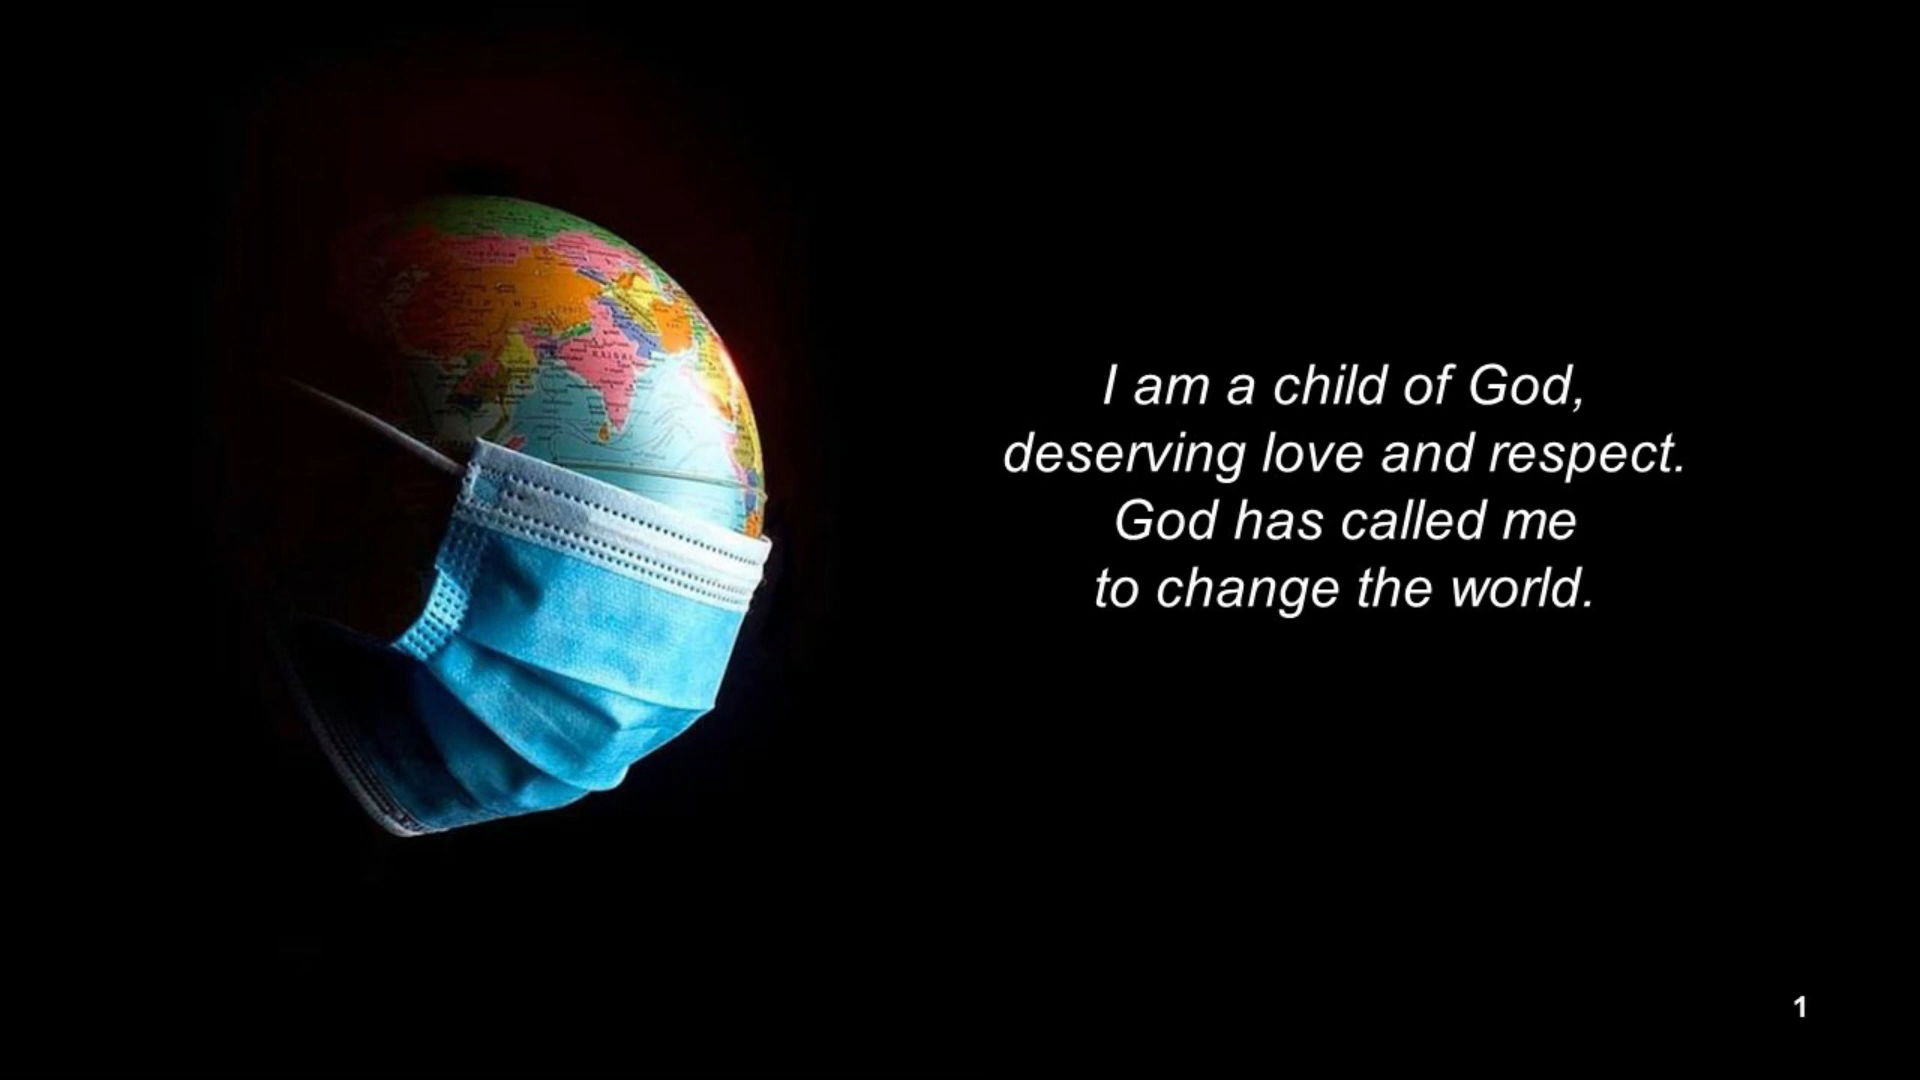 I am a child of God,
deserving love and respect.
God has called me
to change the world.
1